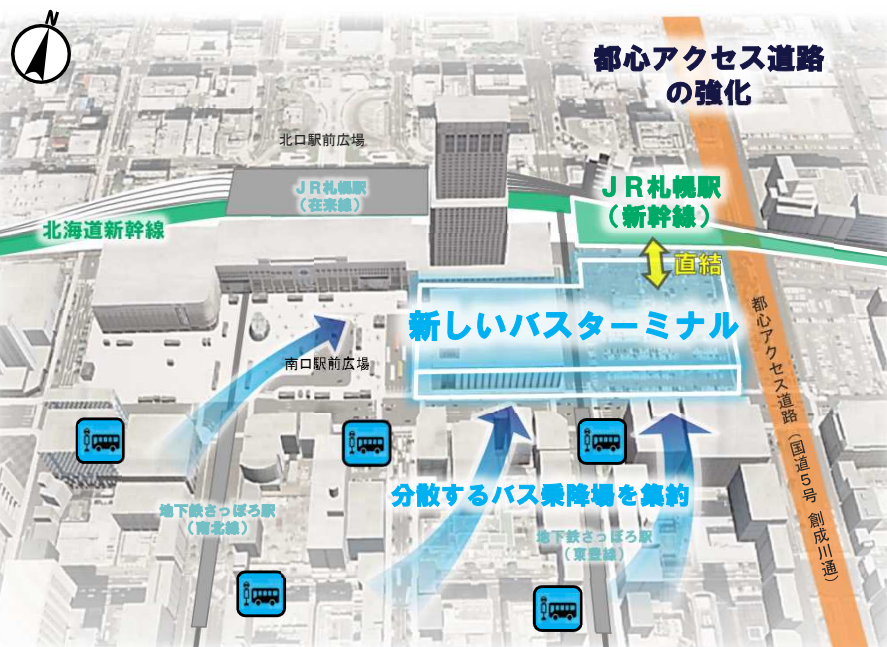 N
都心アクセス道路
の強化
北口駅前広場
ＪＲ札幌駅
（在来線）
ＪＲ札幌駅
（新幹線）
北海道新幹線
直結
新しいバスターミナル
都心アクセス道路（国道５号 創成川通）
南口駅前広場
分散するバス乗降場を集約
地下鉄さっぽろ駅
（南北線）
地下鉄さっぽろ駅
（東豊線）